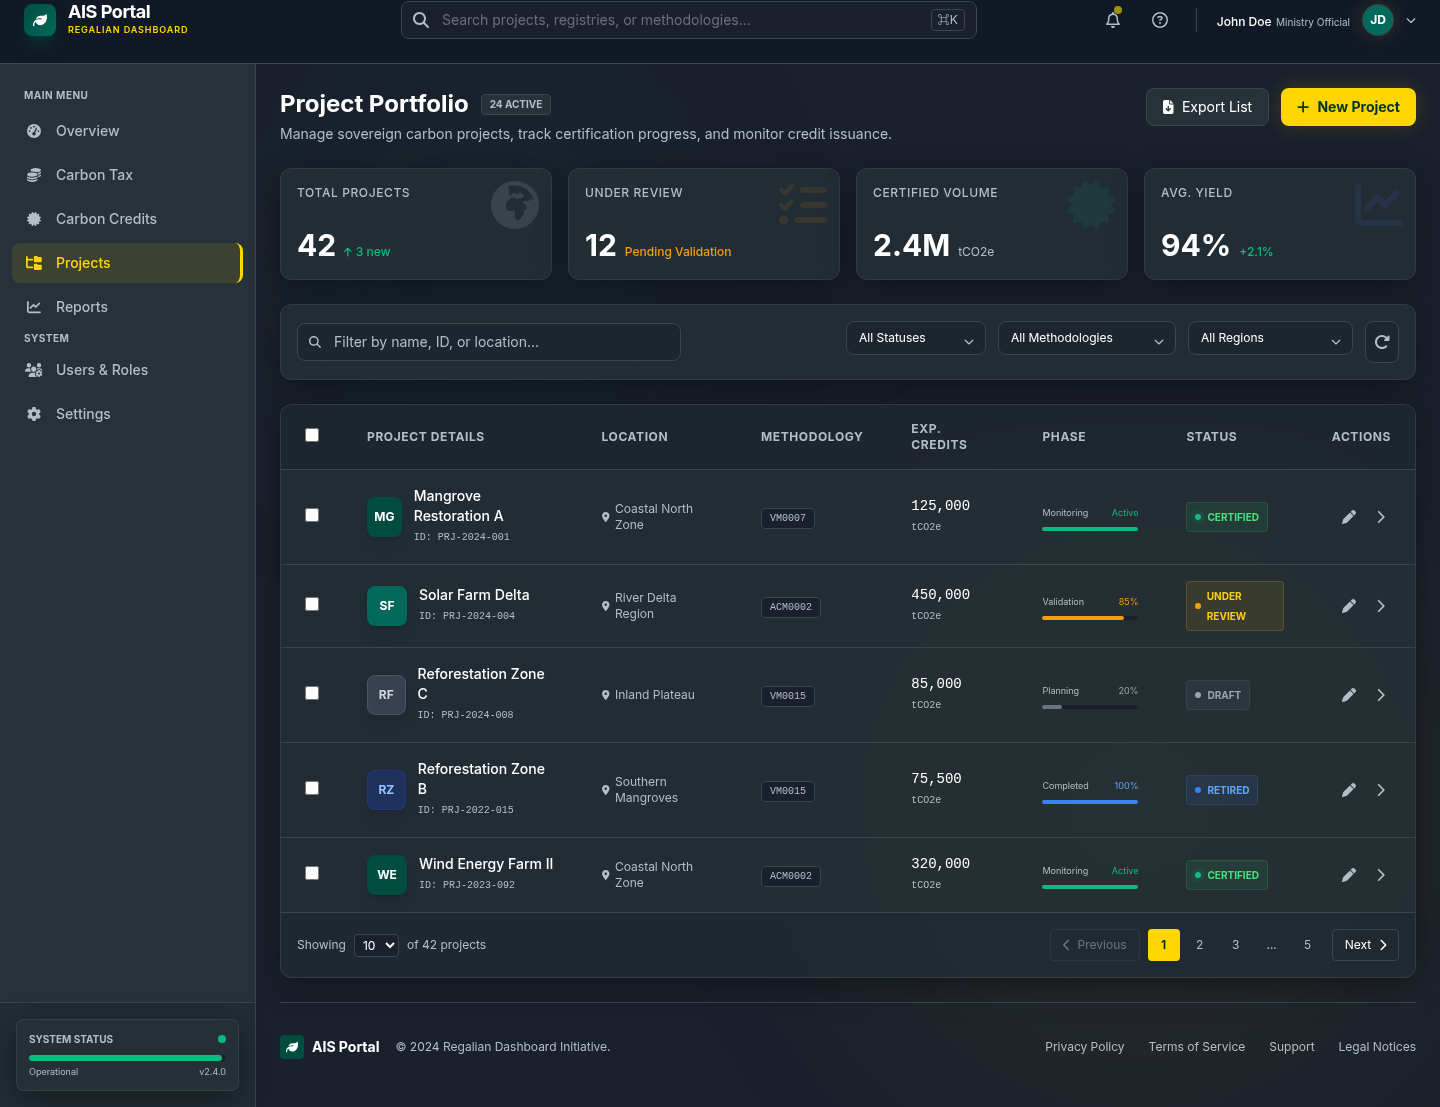 AIS Portal
REGALIAN DASHBOARD
Search projects, registries, or methodologies...
⌘K
John Doe Ministry Official
JD
MAIN MENU
Overview
Carbon Tax
Carbon Credits
Projects
Reports
SYSTEM
Users & Roles
Settings
SYSTEM STATUS
Operational v2.4.0
Project Portfolio 24 ACTIVE
Manage sovereign carbon projects, track certification progress, and monitor credit issuance.
Export List
New Project
TOTAL PROJECTS
42 ↑ 3 new
UNDER REVIEW
12 Pending Validation
CERTIFIED VOLUME
2.4M tCO2e
AVG. YIELD
94% +2.1%
Filter by name, ID, or location...
All Statuses
All Methodologies
All Regions
PROJECT DETAILS LOCATION METHODOLOGY EXP. CREDITS PHASE STATUS ACTIONS
MG
Mangrove
Restoration A
ID: PRJ-2024-001
Coastal North
Zone
VM0007
125,000
tCO2e
Monitoring Active
CERTIFIED
SF
Solar Farm Delta
ID: PRJ-2024-004
River Delta
Region
ACM0002
450,000
tCO2e
Validation 85%
UNDER
REVIEW
RF
Reforestation Zone
C
ID: PRJ-2024-008
Inland Plateau
VM0015
85,000
tCO2e
Planning 20%
DRAFT
RZ
Reforestation Zone
B
ID: PRJ-2022-015
Southern
Mangroves
VM0015
75,500
tCO2e
Completed 100%
RETIRED
WE
Wind Energy Farm II
ID: PRJ-2023-092
Coastal North
Zone
ACM0002
320,000
tCO2e
Monitoring Active
CERTIFIED
Showing 10 of 42 projects
Previous 1 2 3 ... 5 Next
AIS Portal © 2024 Regalian Dashboard Initiative.
Privacy Policy Terms of Service Support Legal Notices